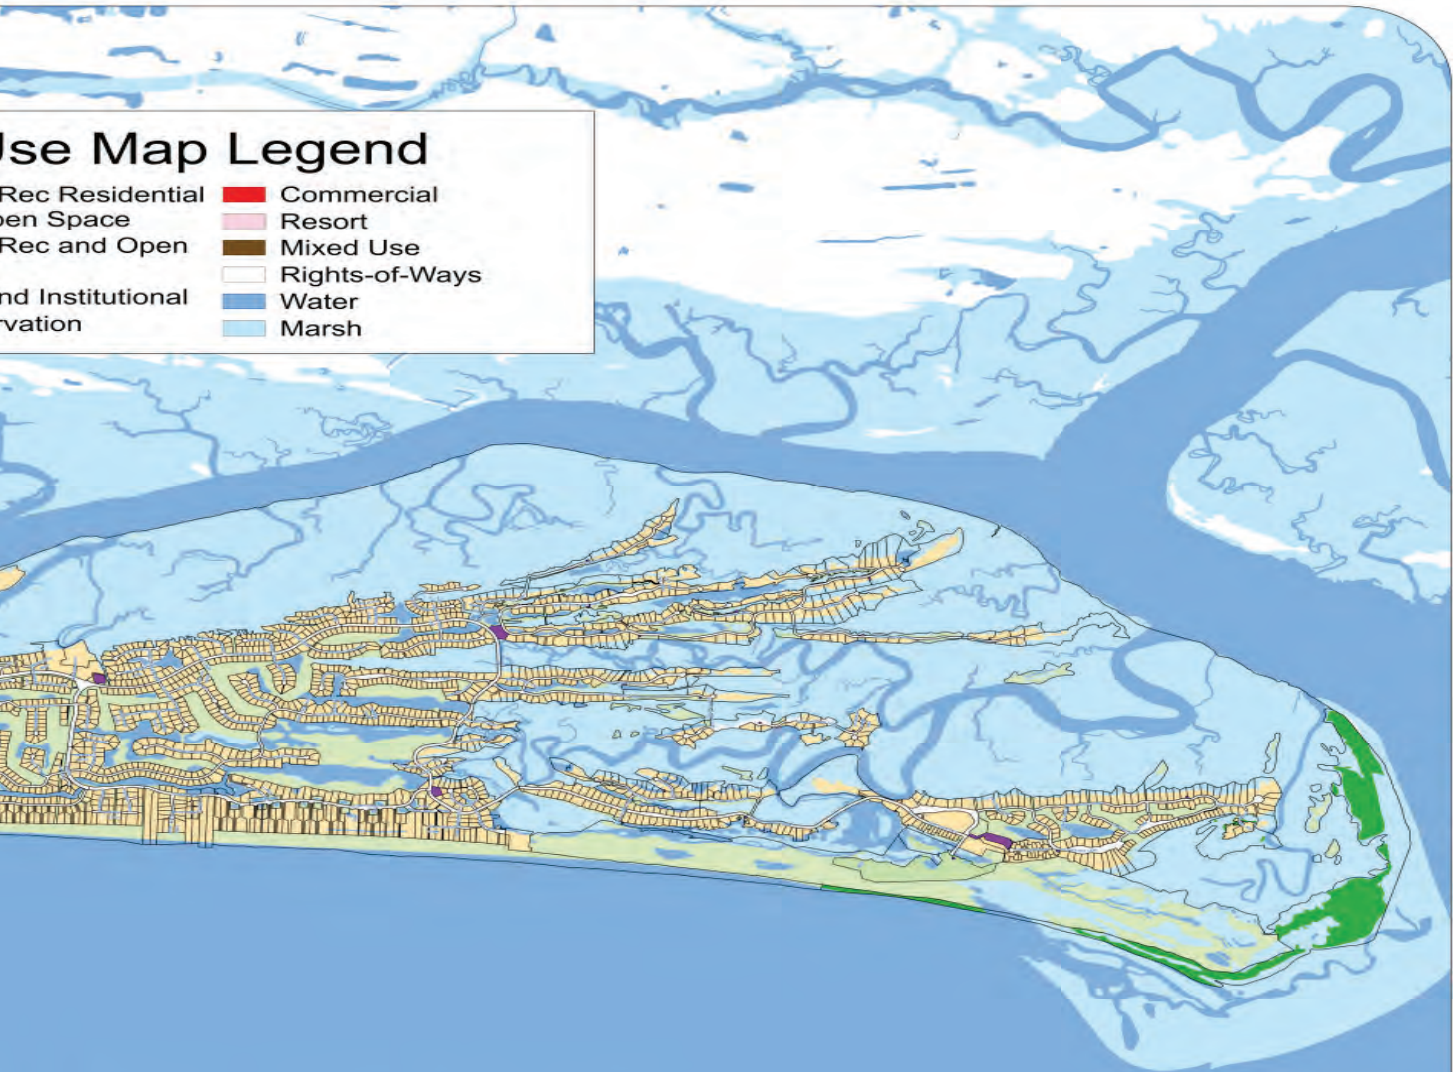 Use Map Legend
Rec Residential
pen Space
Rec and Open
nd Institutional
rvation
Commercial
Resort
Mixed Use
Rights-of-Ways
Water
Marsh